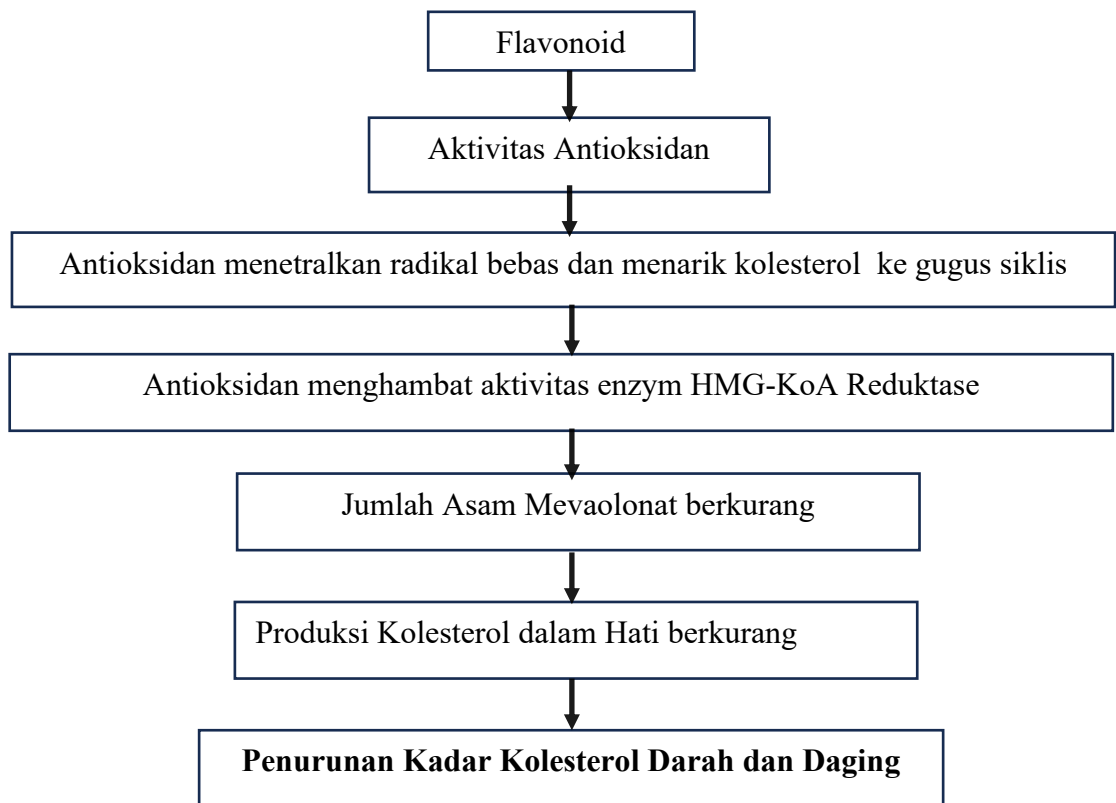 Flavonoid
Aktivitas Antioksidan
Antioksidan menetralkan radikal bebas dan menarik kolesterol ke gugus siklis
Antioksidan menghambat aktivitas enzym HMG-KoA Reduktase
Jumlah Asam Mevaolonat berkurang
Produksi Kolesterol dalam Hati berkurang
Penurunan Kadar Kolesterol Darah dan Daging